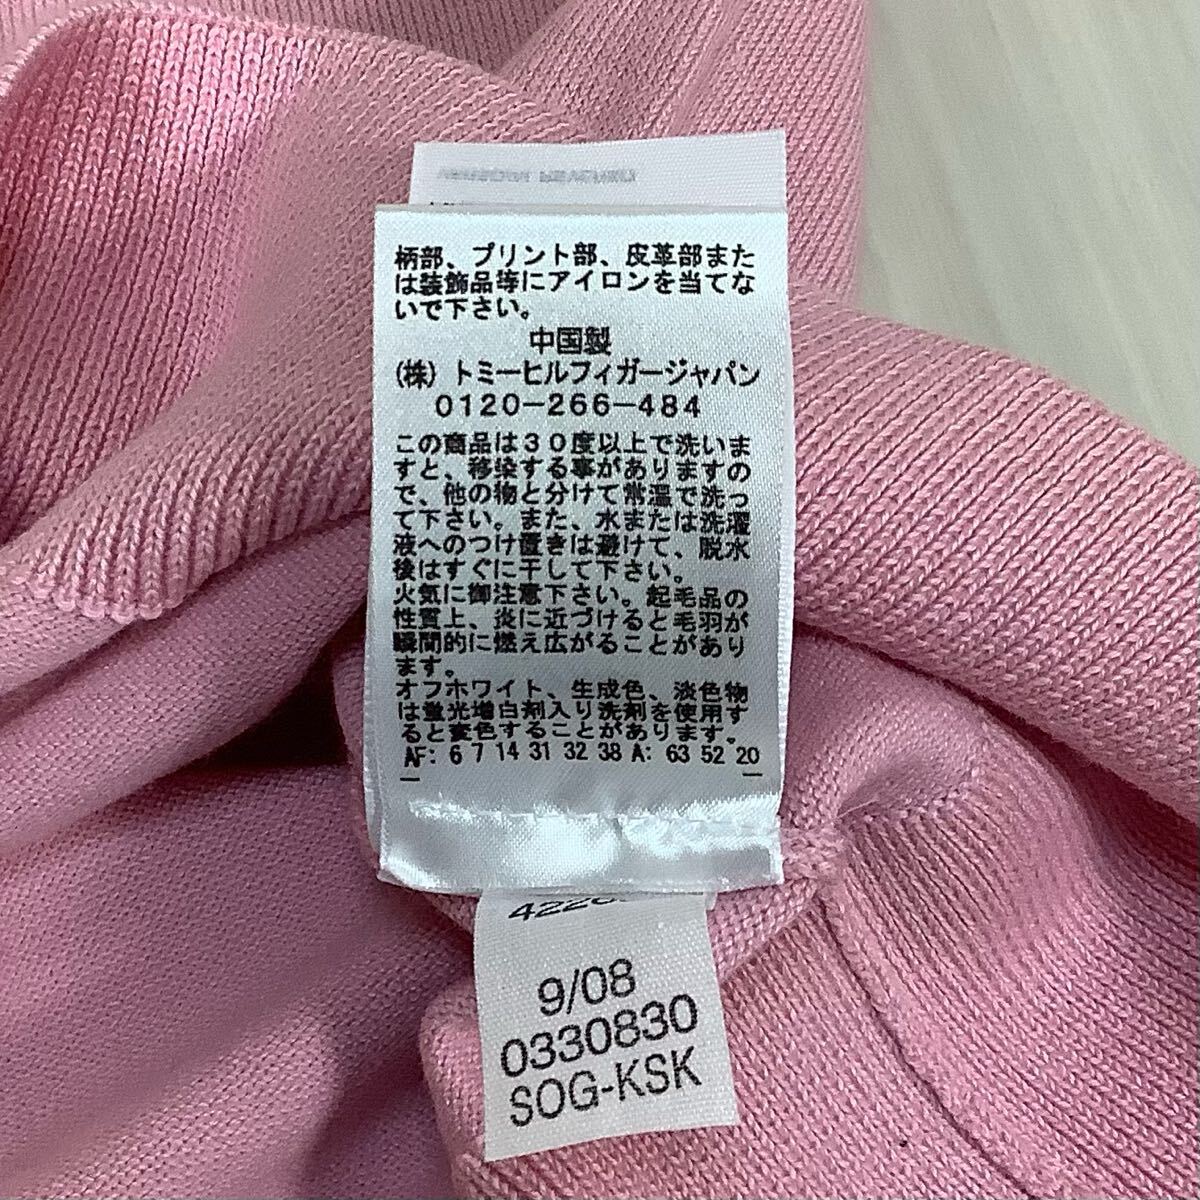 柄部、プリント部、皮革部また
は装飾品等にアイロンを当てな
いで下さい。
中国製
(株) トミーヒルフィガージャパン
0120-266-484
この商品は30度以上で洗いま
すと、移染する事がありますの
で、他の物と分けて常温で洗っ
て下さい。また、水または洗濯
液へのつけ置きは避けて、脱水
後はすぐに干して下さい。
火気に御注意下さい。起毛品の
性質上、炎に近づけると毛羽が
瞬間的に燃え広がることがあり
ます。
オフホワイト、生成色、淡色物
は蛍光増白剤入り洗剤を使用す
ると変色することがあります。
AF: 6 7 14 31 32 38 A: 63 52 20
9/08
0330830
SOG-KSK